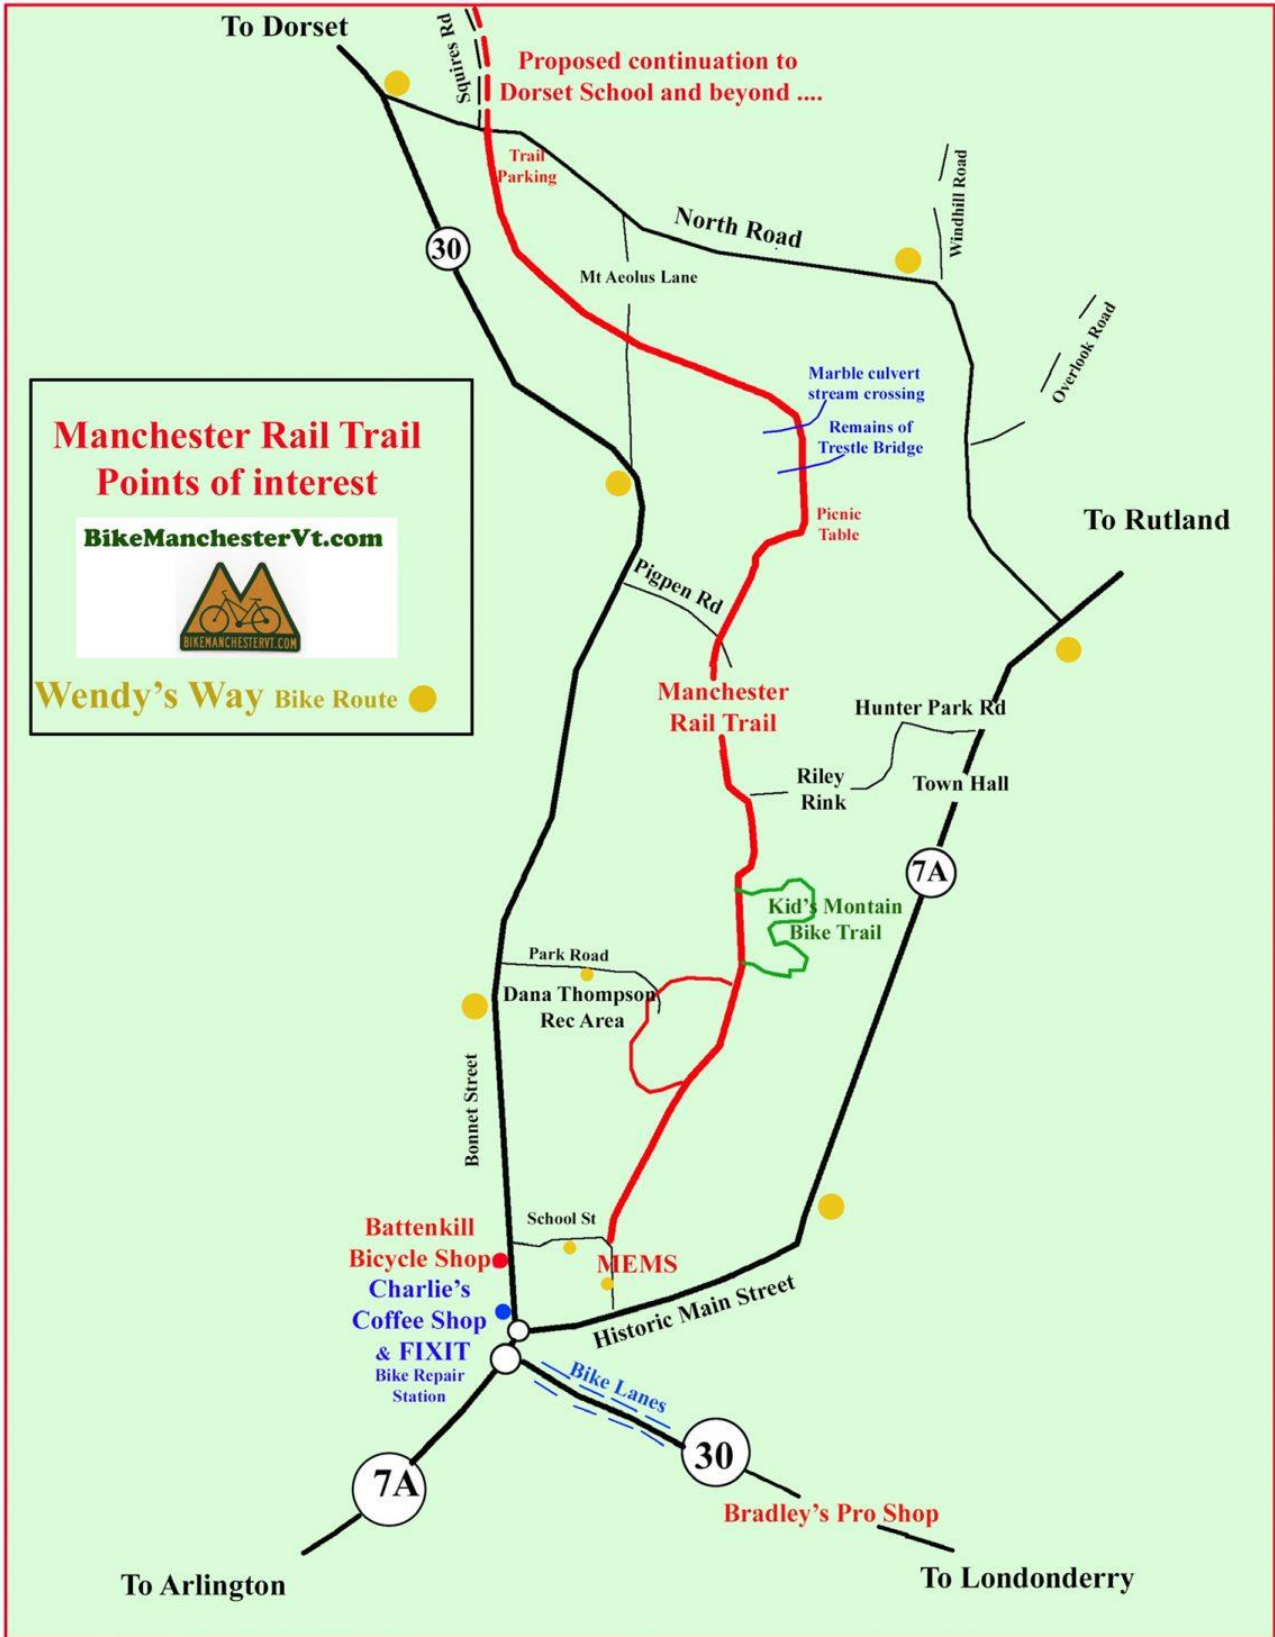 To Dorset
Squires Rd
Proposed continuation to
Dorset School and beyond ....
Trail
Parking
North Road
Windhill Road
30
Mt Aeolus Lane
Overlook Road
Marble culvert
stream crossing
Remains of
Trestle Bridge
Manchester Rail Trail
Points of interest
BikeManchesterVt.com
BIKEMANCHESTERVT.COM
Wendy's Way Bike Route
Picnic
Table
To Rutland
Pigpen Rd
Manchester
Rail Trail
Hunter Park Rd
Riley
Rink
Town Hall
7A
Kid's Montain
Bike Trail
Park Road
Dana Thompson
Rec Area
Bonnet Street
School St
Battenkill
Bicycle Shop
MEMS
Charlie's
Coffee Shop
& FIXIT
Bike Repair
Station
Historic Main Street
Bike Lanes
30
7A
Bradley's Pro Shop
To Arlington
To Londonderry